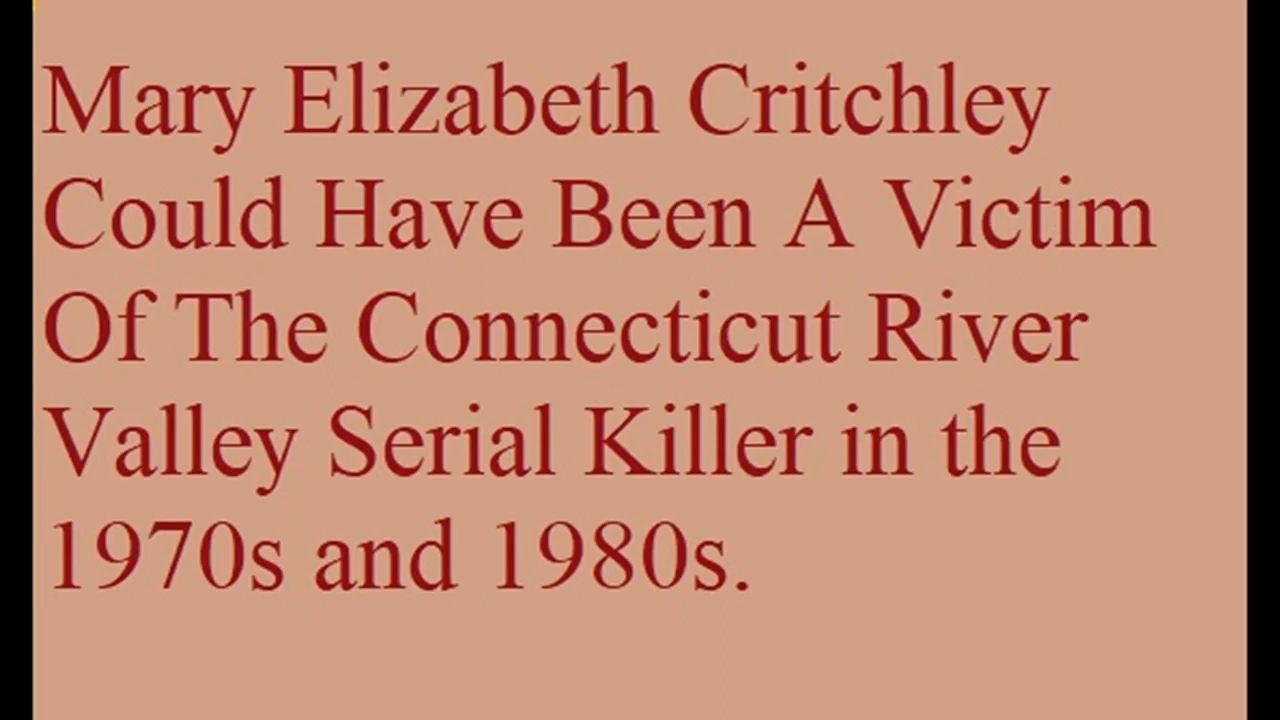 Mary Elizabeth Critchley
Could Have Been A Victim
Of The Connecticut River
Valley Serial Killer in the
1970s and 1980s.